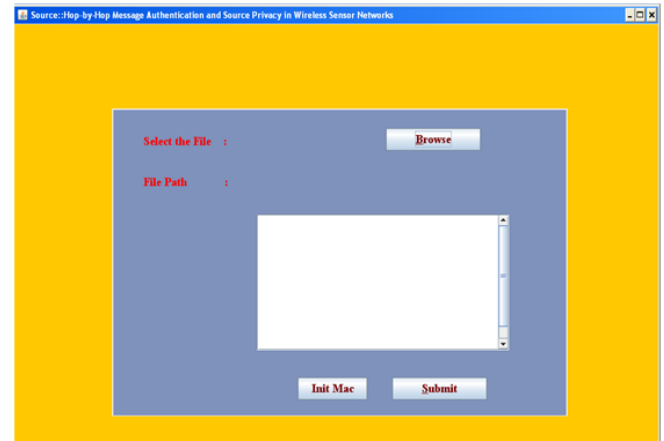 Source::Hop-by-Hop Message Authentication and Source Privacy in Wireless Sensor Networks
Select the File : Browse
File Path :
Init Mac Submit